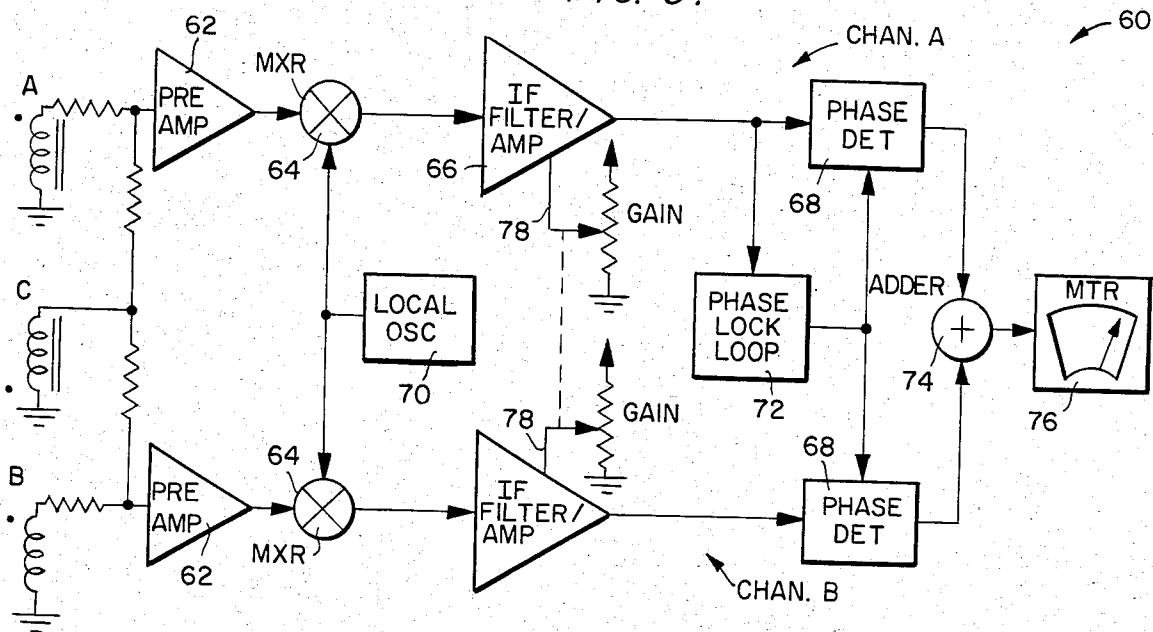 FIG. 6.
60
62
CHAN. A
MXR
A
PRE
AMP
IF
FILTER/
AMP
PHASE
DET
64
66
68
78
GAIN
C
LOCAL
OSC
PHASE
LOCK
LOOP
ADDER
+
MTR
70
72
74
76
GAIN
78
64
68
B
PRE
AMP
IF
FILTER/
AMP
PHASE
DET
62
MXR
CHAN. B